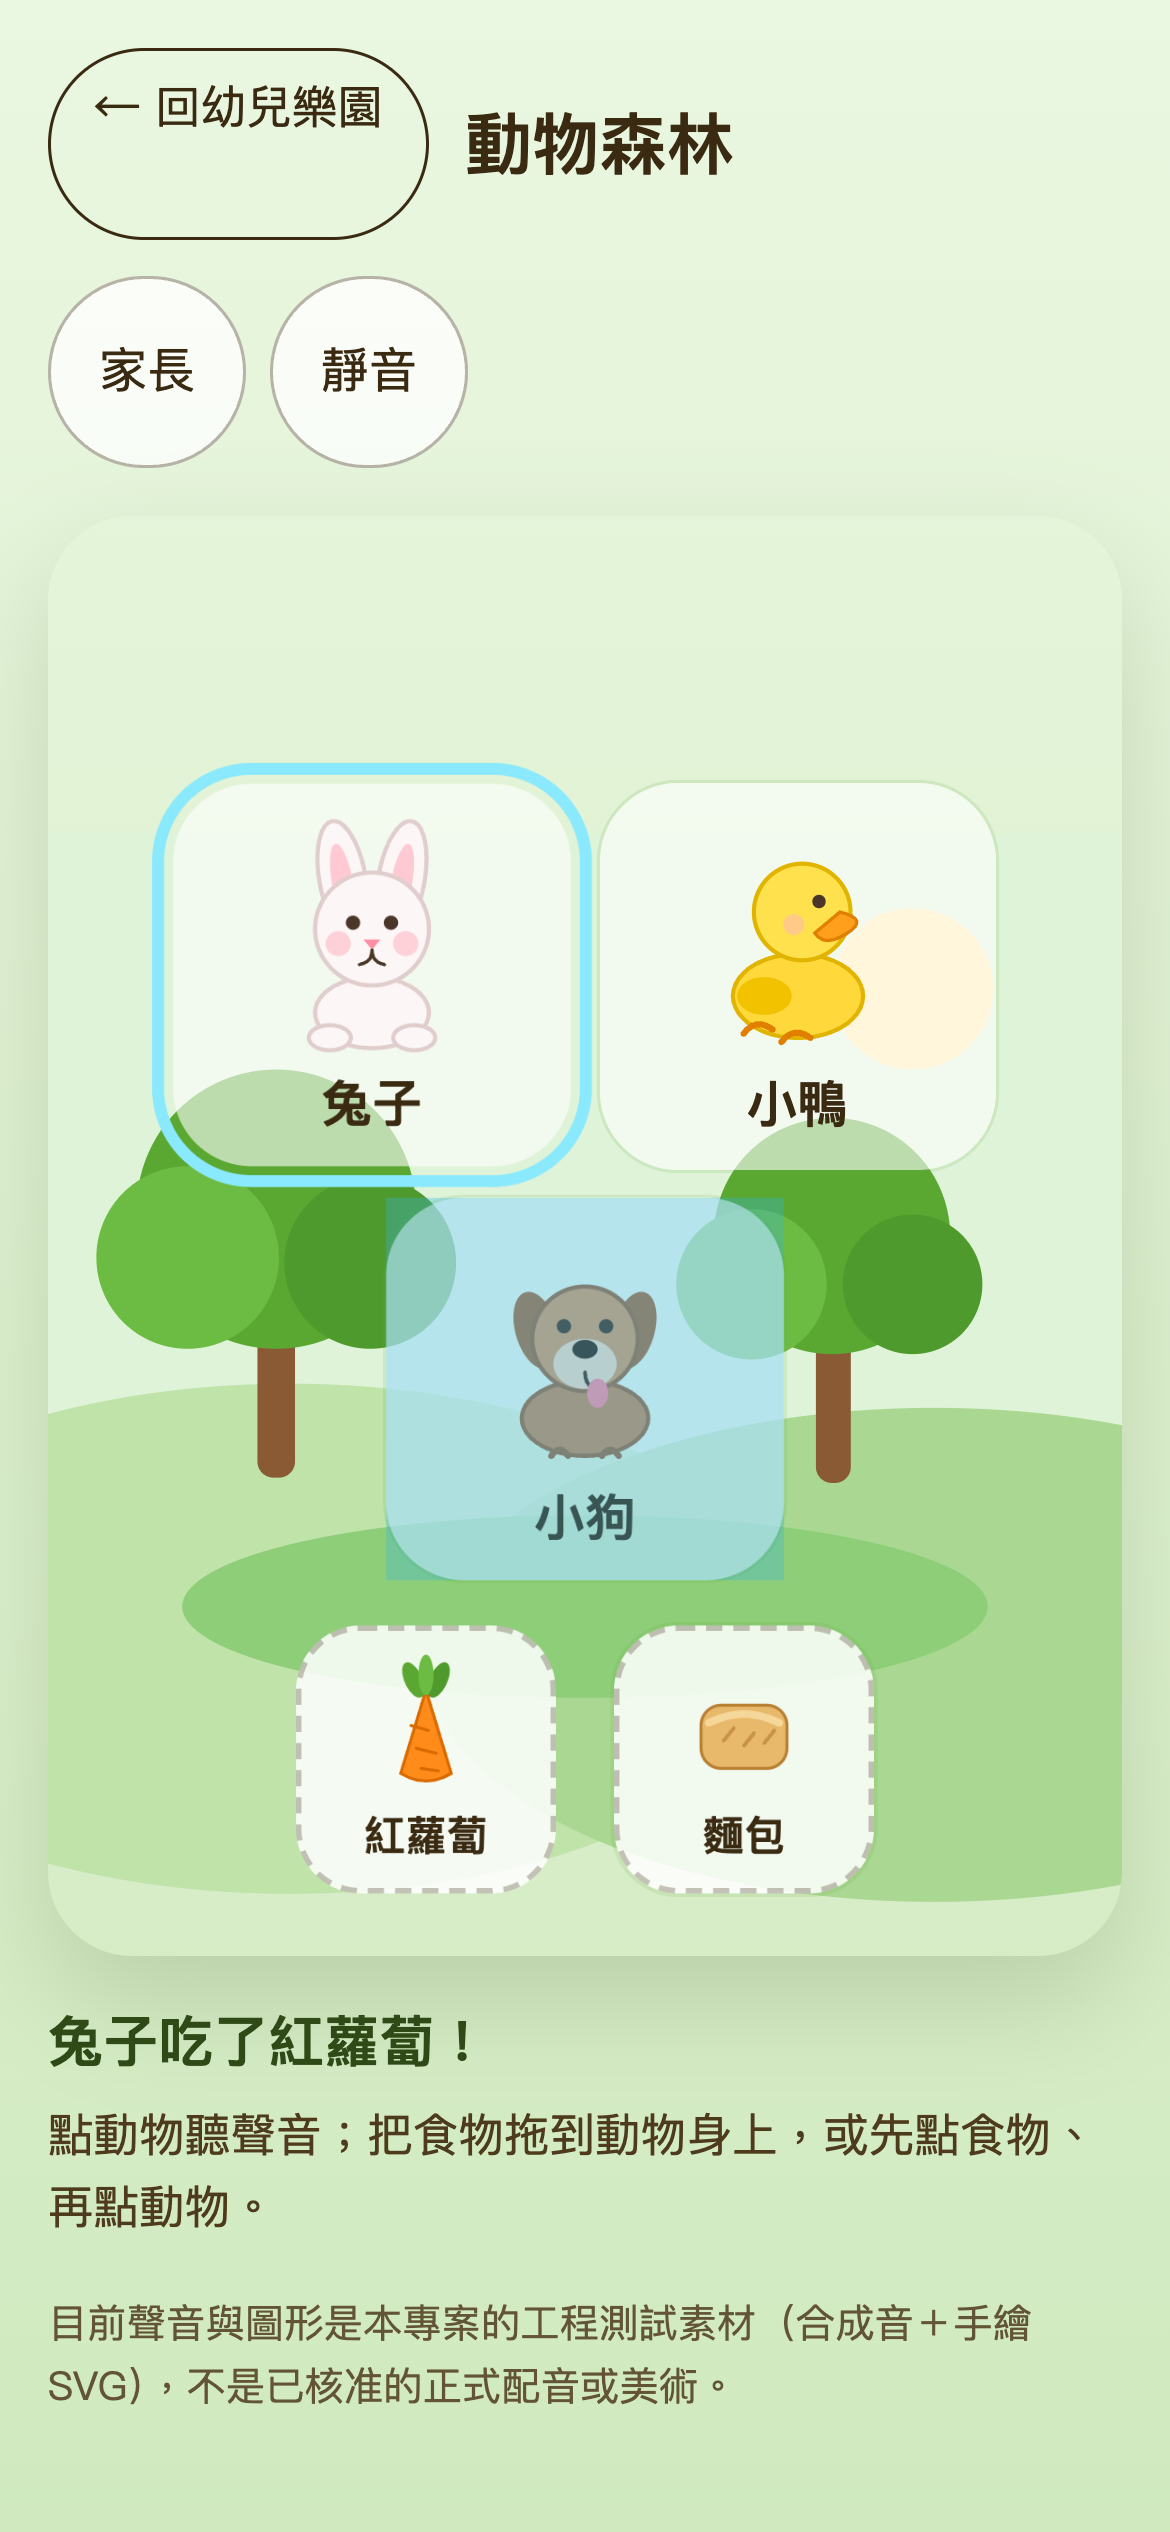 ← 回幼兒樂園
動物森林
家長
靜音
兔子
小鴨
小狗
紅蘿蔔
麵包
兔子吃了紅蘿蔔！
點動物聽聲音；把食物拖到動物身上，或先點食物、
再點動物。
目前聲音與圖形是本專案的工程測試素材（合成音＋手繪
SVG），不是已核准的正式配音或美術。